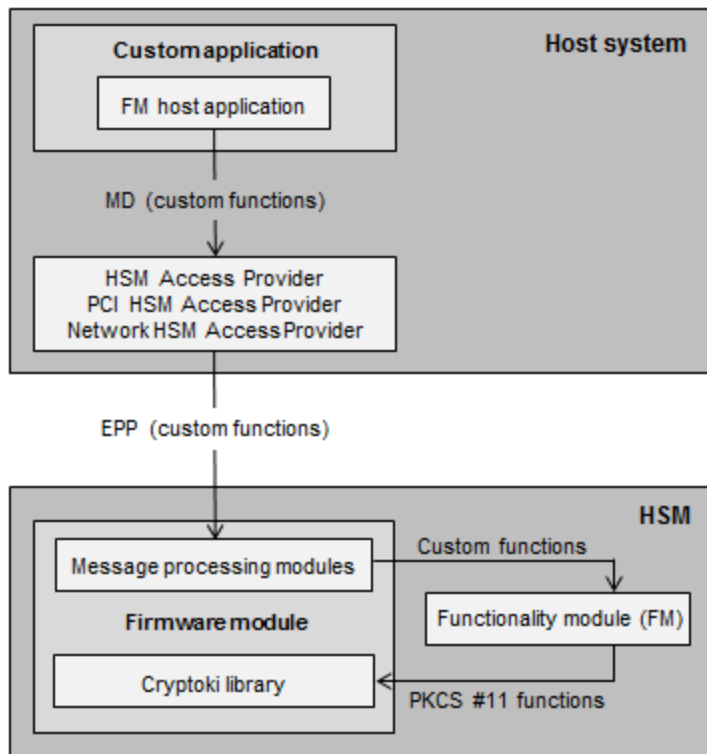 Host system
Custom application
FM host application
MD (custom functions)
HSM Access Provider
PCI HSM Access Provider
Network HSM Access Provider
EPP (custom functions)
HSM
Message processing modules
Custom functions
Firmware module
Functionality module (FM)
Cryptoki library
PKCS #11 functions